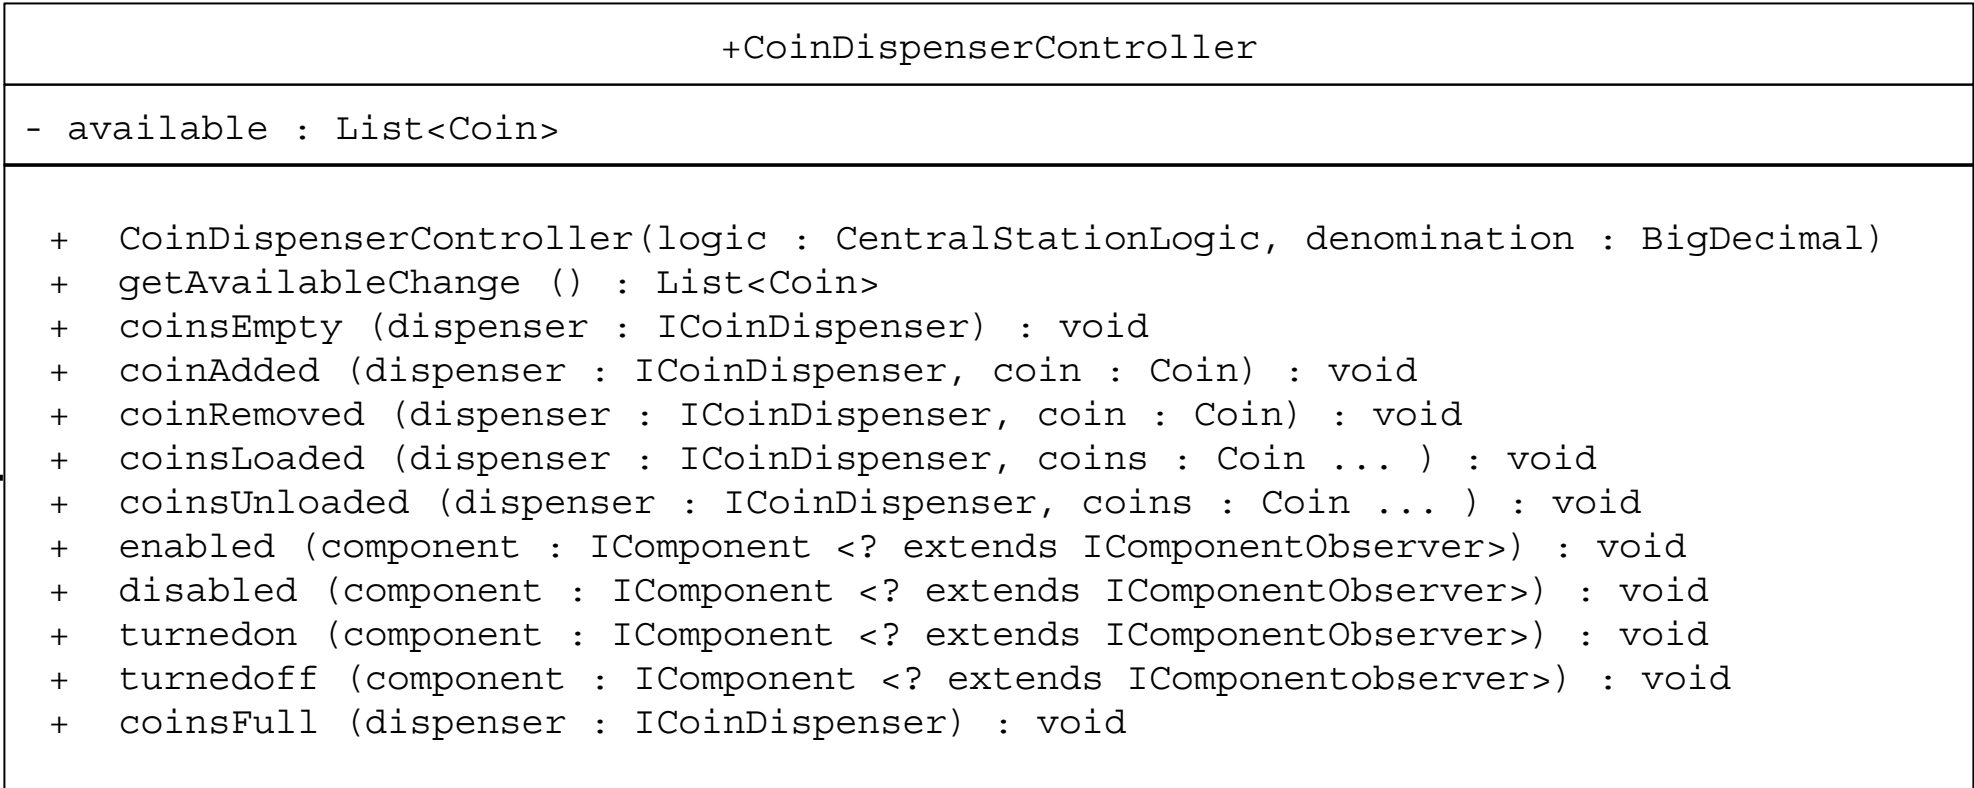 +CoinDispenserController
- available : List<Coin>
+ CoinDispenserController(logic : CentralStationLogic, denomination : BigDecimal)
+ getAvailableChange () : List<Coin>
+ coinsEmpty (dispenser : ICoinDispenser) : void
+ coinAdded (dispenser : ICoinDispenser, coin : Coin) : void
+ coinRemoved (dispenser : ICoinDispenser, coin : Coin) : void
+ coinsLoaded (dispenser : ICoinDispenser, coins : Coin ... ) : void
+ coinsUnloaded (dispenser : ICoinDispenser, coins : Coin ... ) : void
+ enabled (component : IComponent <? extends IComponentObserver>) : void
+ disabled (component : IComponent <? extends IComponentObserver>) : void
+ turnedon (component : IComponent <? extends IComponentObserver>) : void
+ turnedoff (component : IComponent <? extends IComponentobserver>) : void
+ coinsFull (dispenser : ICoinDispenser) : void